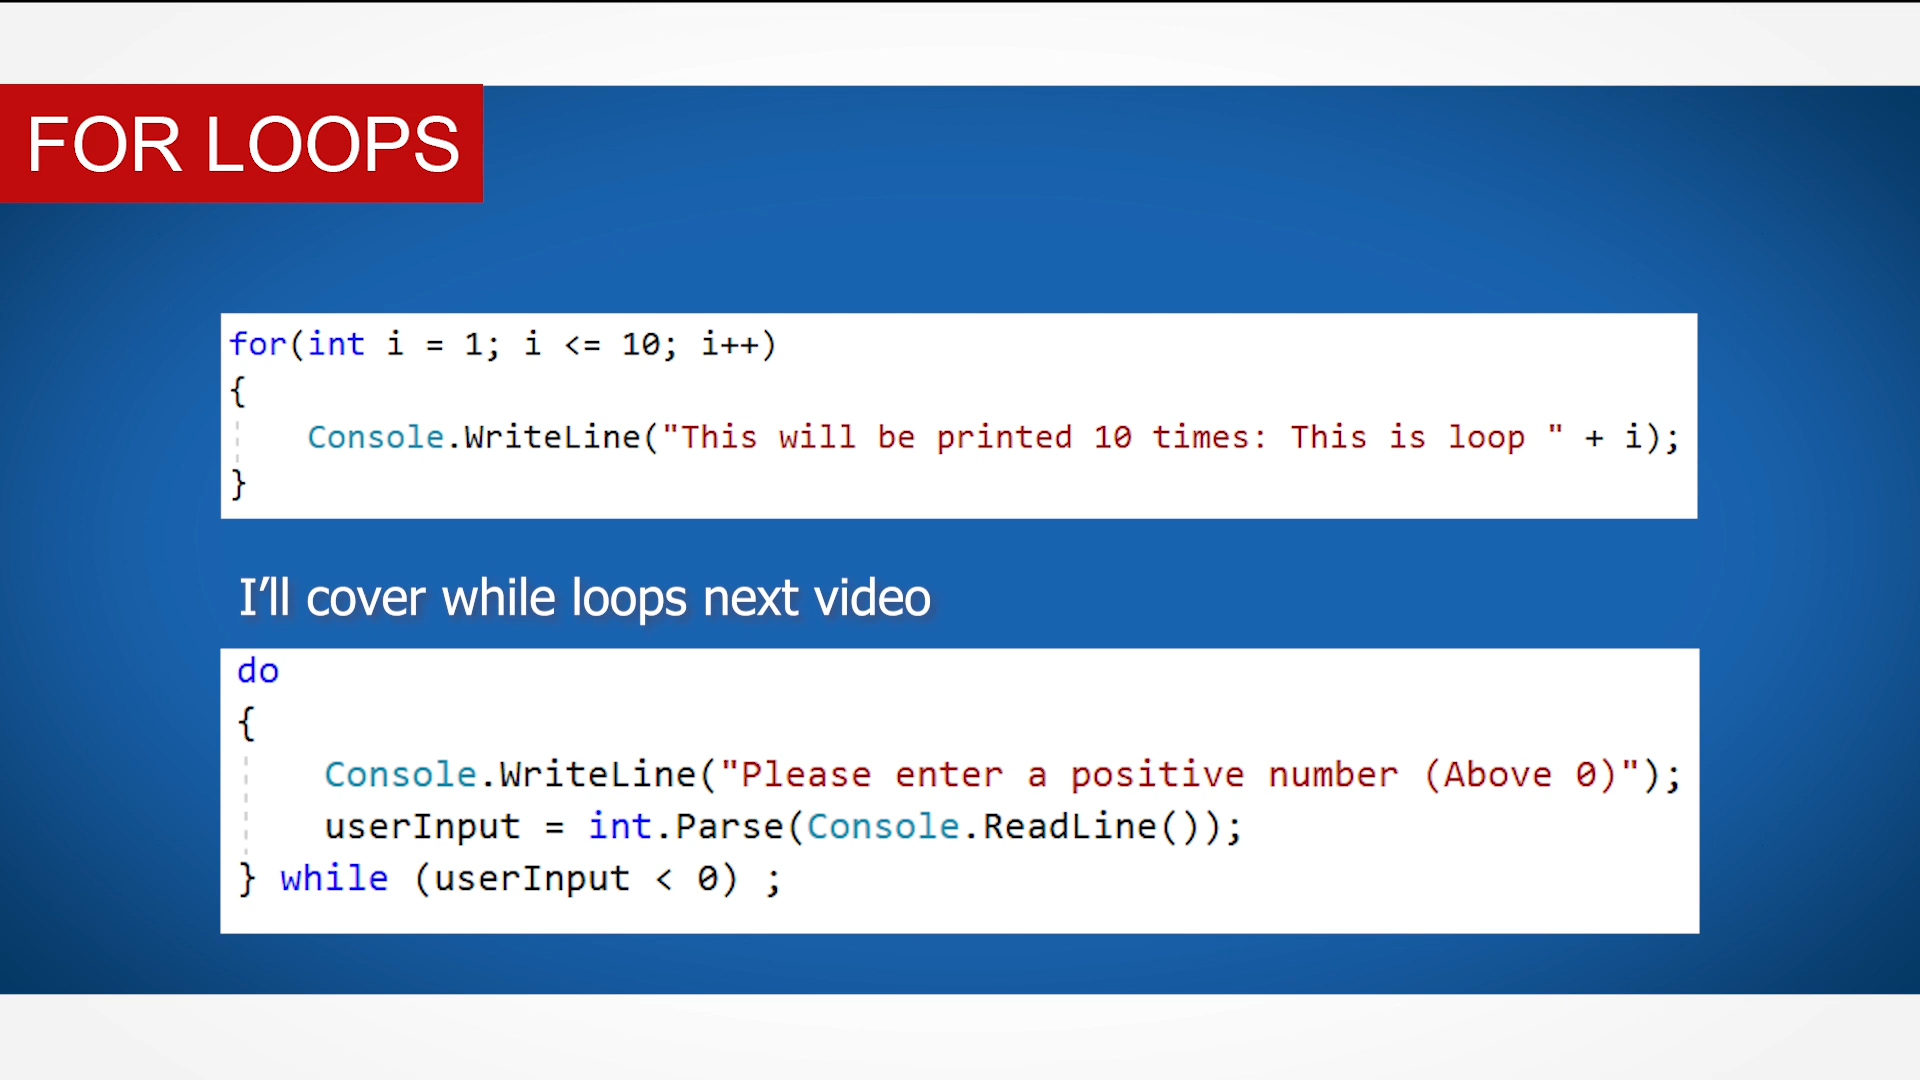 FOR LOOPS
for(int i = 1; i <= 10; i++)
{
Console.WriteLine("This will be printed 10 times: This is loop " + i);
}
I’ll cover while loops next video
do
{
Console.WriteLine("Please enter a positive number (Above 0)");
userInput = int.Parse(Console.ReadLine());
} while (userInput < 0) ;